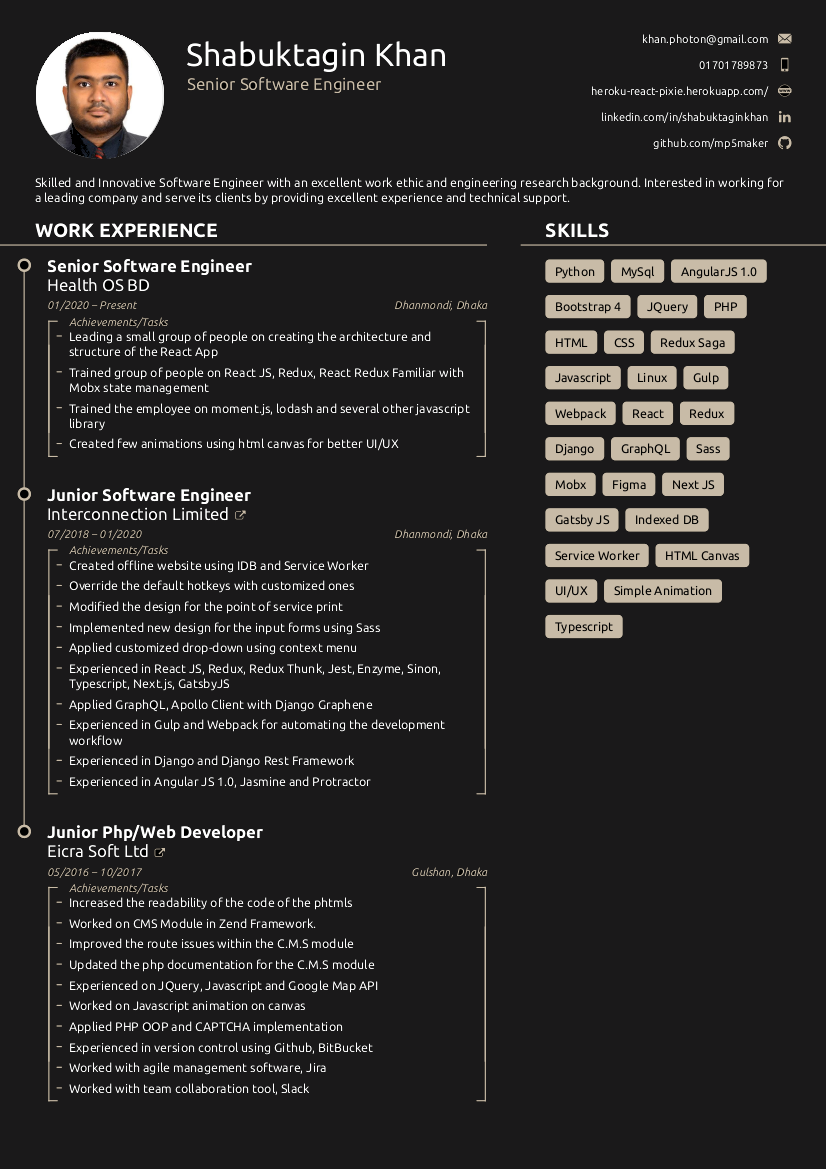 Shabuktagin Khan
Senior Software Engineer
khan.photon@gmail.com
01701789873
heroku-react-pixie.herokuapp.com/
linkedin.com/in/shabuktaginkhan
github.com/mp5maker
Skilled and Innovative Software Engineer with an excellent work ethic and engineering research background. Interested in working for
a leading company and serve its clients by providing excellent experience and technical support.
WORK EXPERIENCE
Senior Software Engineer
Health OS BD
01/2020 – Present
Dhanmondi, Dhaka
Achievements/Tasks
– Leading a small group of people on creating the architecture and
structure of the React App
– Trained group of people on React JS, Redux, React Redux Familiar with
Mobx state management
– Trained the employee on moment.js, lodash and several other javascript
library
– Created few animations using html canvas for better UI/UX
Junior Software Engineer
Interconnection Limited
07/2018 – 01/2020
Dhanmondi, Dhaka
Achievements/Tasks
– Created offline website using IDB and Service Worker
– Override the default hotkeys with customized ones
– Modified the design for the point of service print
– Implemented new design for the input forms using Sass
– Applied customized drop-down using context menu
– Experienced in React JS, Redux, Redux Thunk, Jest, Enzyme, Sinon,
Typescript, Next.js, GatsbyJS
– Applied GraphQL, Apollo Client with Django Graphene
– Experienced in Gulp and Webpack for automating the development
workflow
– Experienced in Django and Django Rest Framework
– Experienced in Angular JS 1.0, Jasmine and Protractor
Junior Php/Web Developer
Eicra Soft Ltd
05/2016 – 10/2017
Gulshan, Dhaka
Achievements/Tasks
– Increased the readability of the code of the phtmls
– Worked on CMS Module in Zend Framework.
– Improved the route issues within the C.M.S module
– Updated the php documentation for the C.M.S module
– Experienced on JQuery, Javascript and Google Map API
– Worked on Javascript animation on canvas
– Applied PHP OOP and CAPTCHA implementation
– Experienced in version control using Github, BitBucket
– Worked with agile management software, Jira
– Worked with team collaboration tool, Slack
SKILLS
Python MySql AngularJS 1.0
Bootstrap 4 JQuery PHP
HTML CSS Redux Saga
Javascript Linux Gulp
Webpack React Redux
Django GraphQL Sass
Mobx Figma Next JS
Gatsby JS Indexed DB
Service Worker HTML Canvas
UI/UX Simple Animation
Typescript